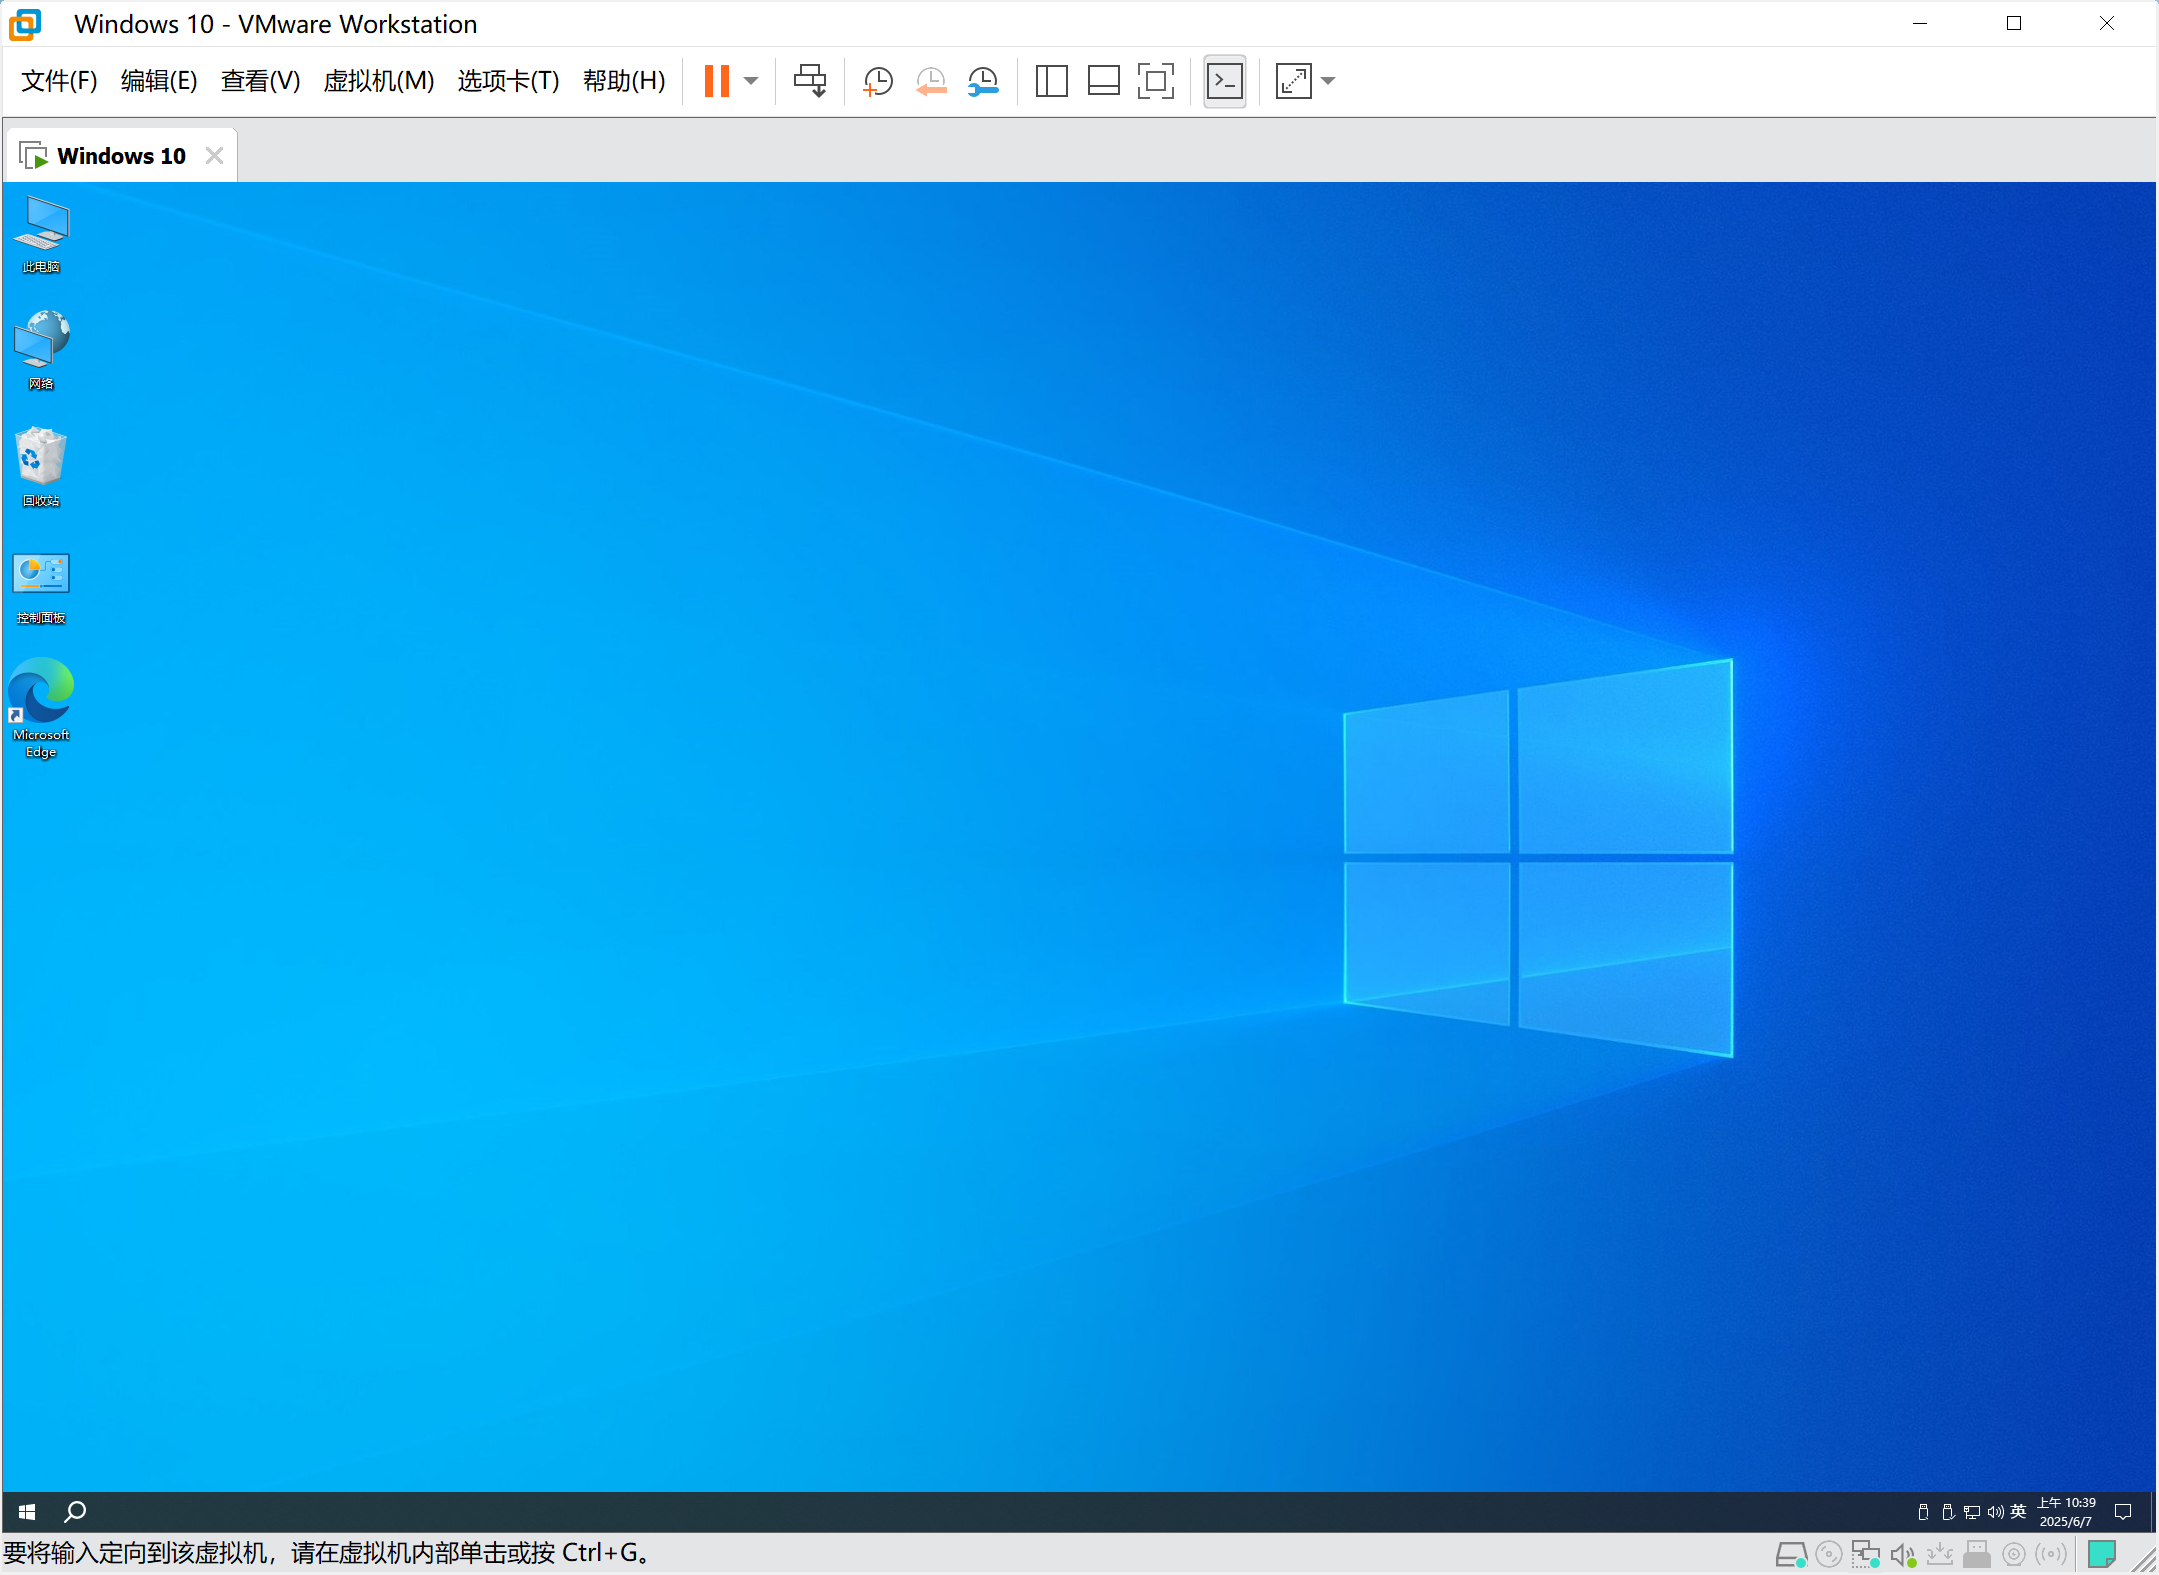 Windows 10 - VMware Workstation
文件(F) 编辑(E) 查看(V) 虚拟机(M) 选项卡(T) 帮助(H)
Windows 10
此电脑
网络
回收站
控制面板
Microsoft
Edge
英
上午 10:39
2025/6/7
要将输入定向到该虚拟机，请在虚拟机内部单击或按 Ctrl+G。